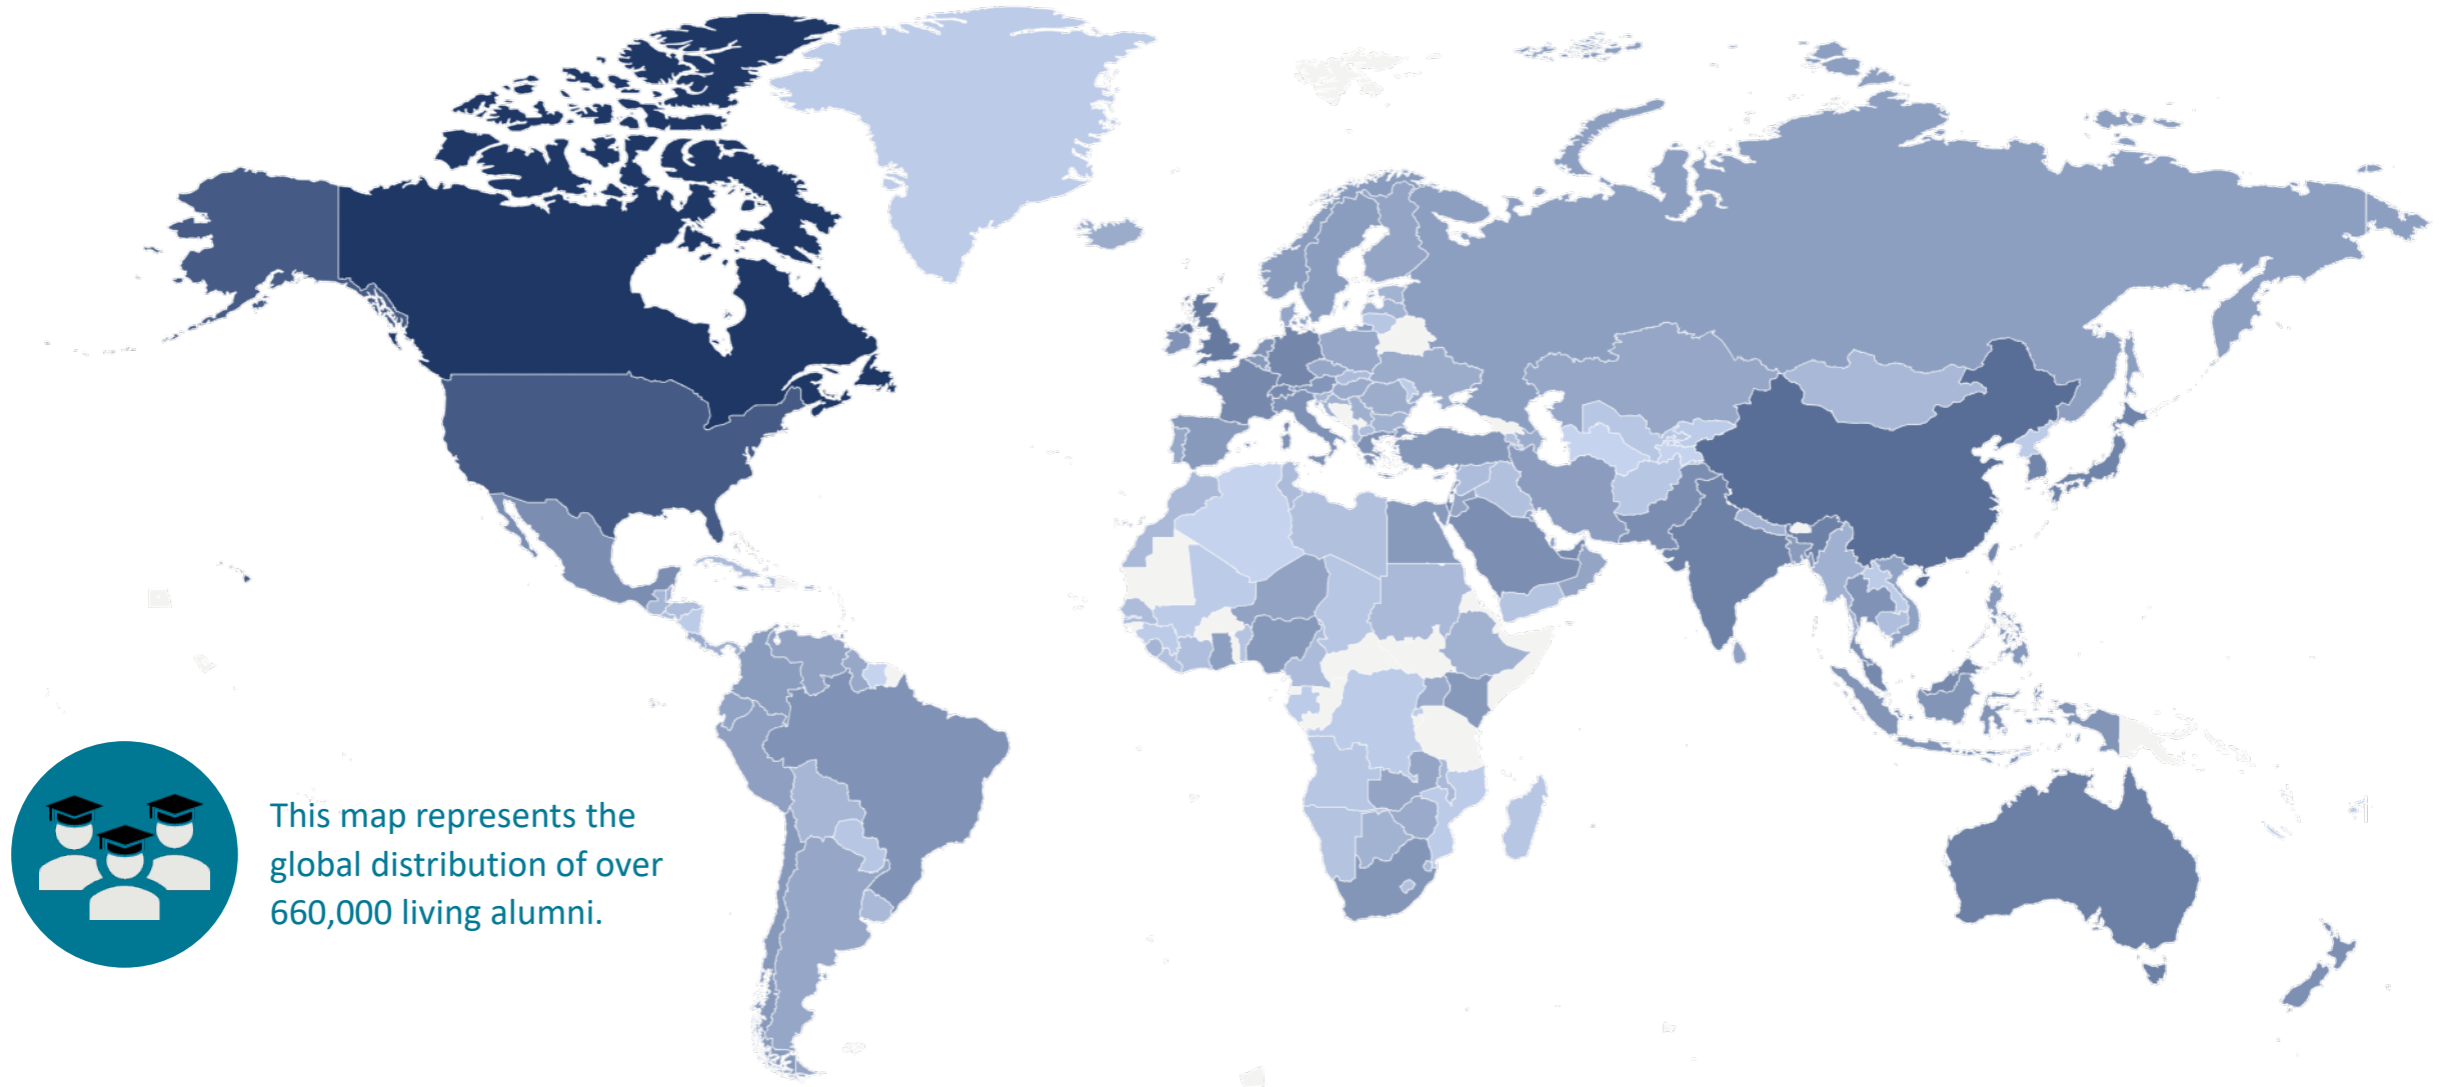 This map represents the
global distribution of over
660,000 living alumni.